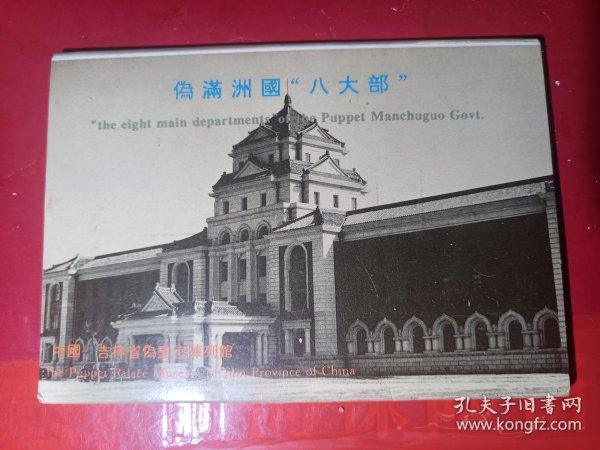 偽滿洲國“八大部”
“the eight main departments of the Puppet Manchuguo Govt.
中國 吉林省偽皇宮陳列館
the Puppet Palace Museum of Jilin Province of China
孔夫子旧书网
www.kongfz.com